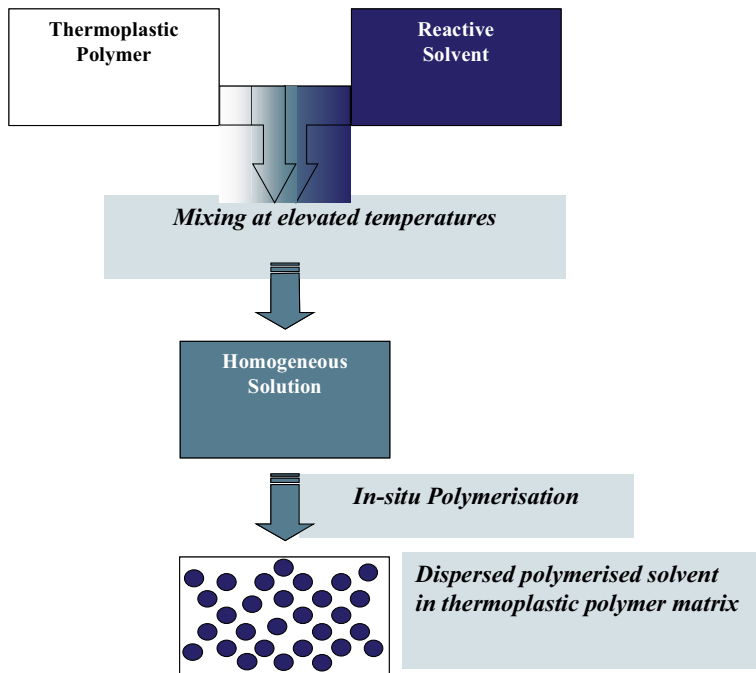 Thermoplastic
Polymer
Reactive
Solvent
Mixing at elevated temperatures
Homogeneous
Solution
In-situ Polymerisation
Dispersed polymerised solvent
in thermoplastic polymer matrix